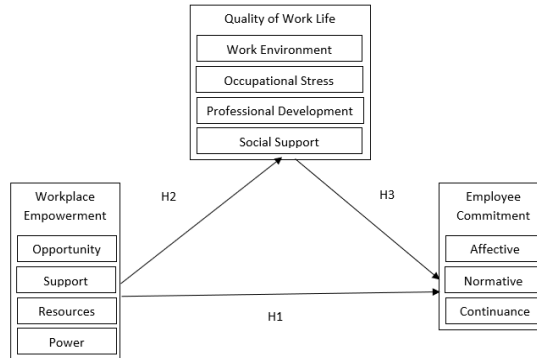 Quality of Work Life
Work Environment
Occupational Stress
Professional Development
Social Support
H2
H3
Workplace
Empowerment
Opportunity
Support
Resources
Power
Employee
Commitment
Affective
Normative
Continuance
H1